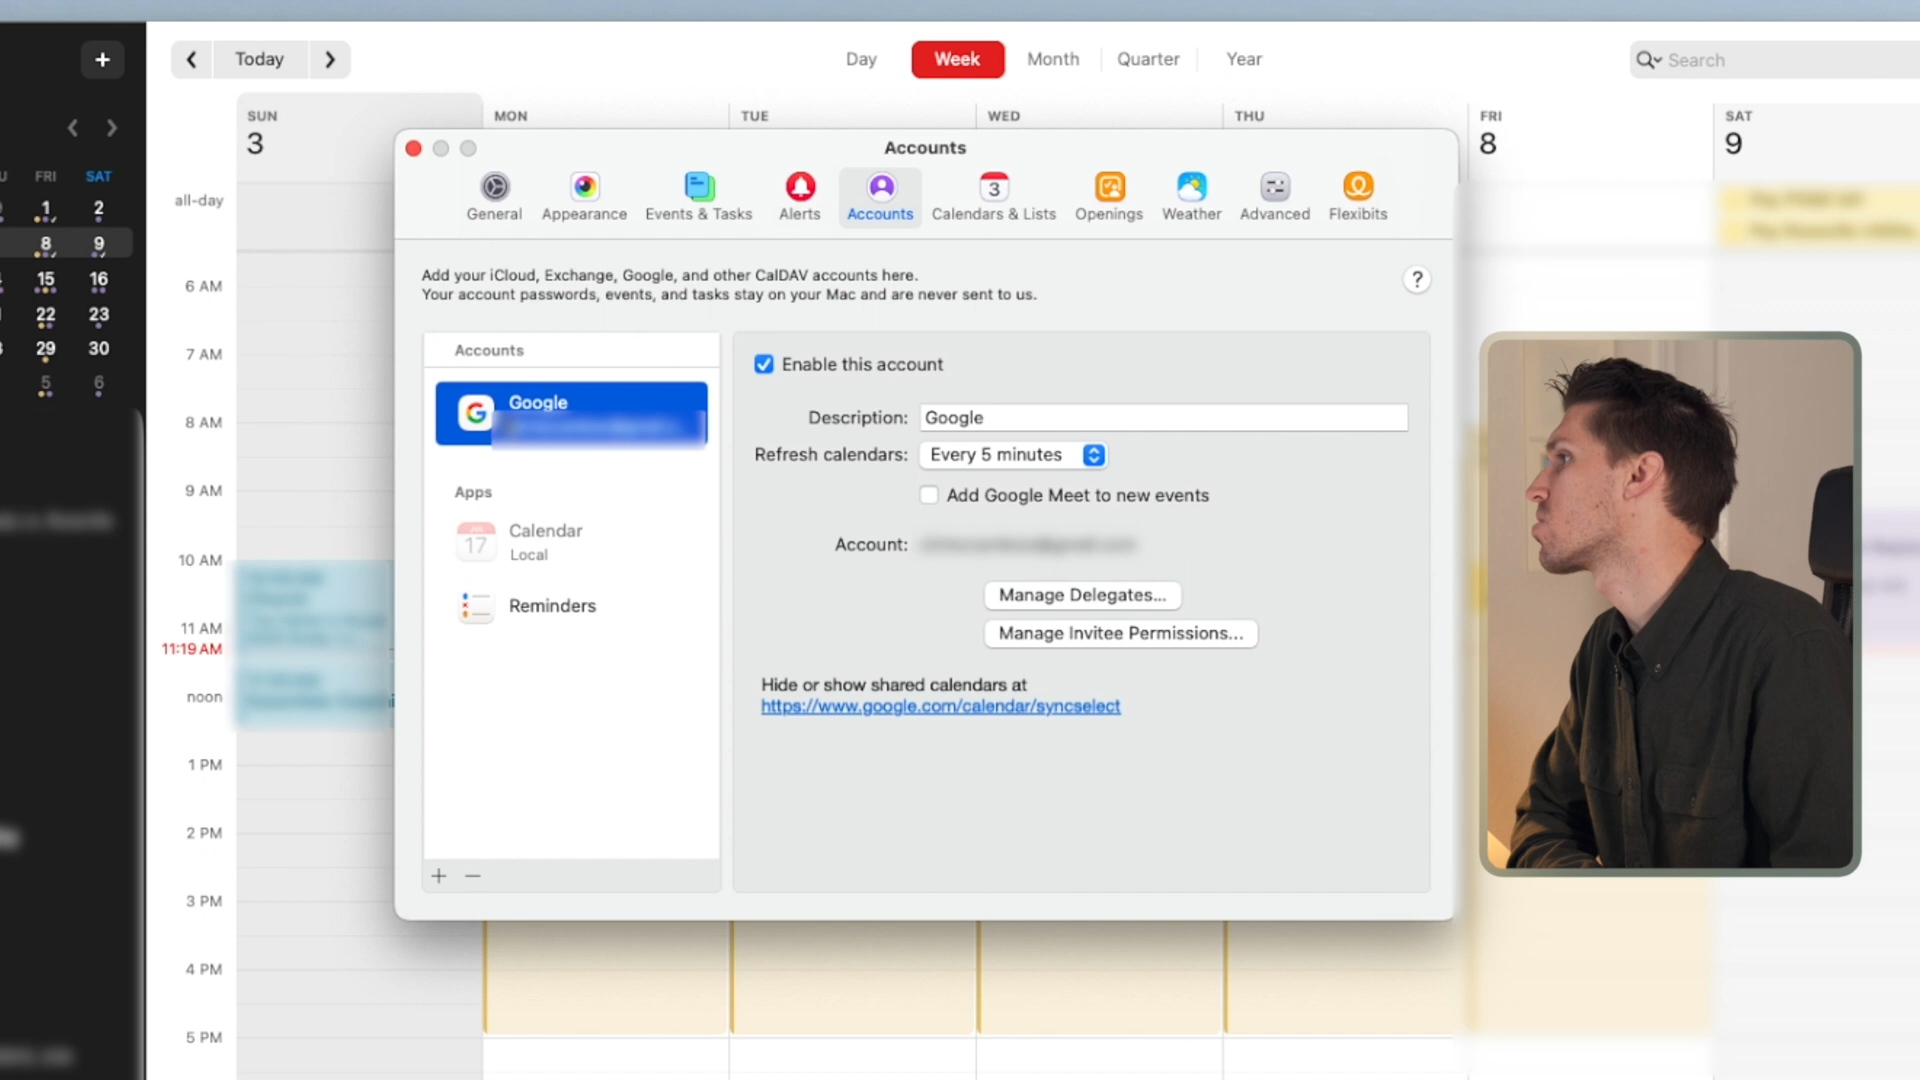 +
Today
Day
Week
Month
Quarter
Year
Search
FRI
SAT
1
2
8
9
15
16
22
23
29
30
5
6
SUN
3
MON
TUE
WED
THU
FRI
8
SAT
9
all-day
6 AM
7 AM
8 AM
9 AM
10 AM
11 AM
11:19 AM
noon
1 PM
2 PM
3 PM
4 PM
5 PM
Accounts
General
Appearance
Events & Tasks
Alerts
Accounts
3
Calendars & Lists
Openings
Weather
Advanced
Flexibits
Add your iCloud, Exchange, Google, and other CalDAV accounts here.
Your account passwords, events, and tasks stay on your Mac and are never sent to us.
?
Accounts
Google
Apps
17
Calendar
Local
Reminders
Enable this account
Description:
Google
Refresh calendars:
Every 5 minutes
Add Google Meet to new events
Account:
Manage Delegates...
Manage Invitee Permissions...
Hide or show shared calendars at
https://www.google.com/calendar/syncselect